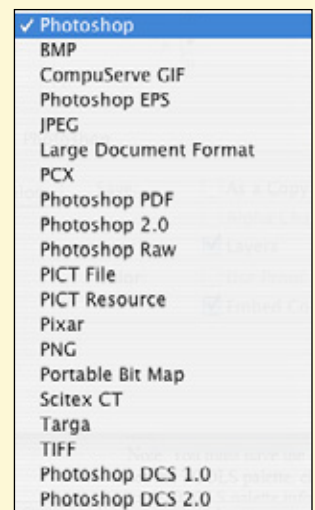 ✓ Photoshop
BMP
CompuServe GIF
Photoshop EPS
JPEG
Large Document Format
PCX
Photoshop PDF
Photoshop 2.0
Photoshop Raw
PICT File
PICT Resource
Pixar
PNG
Portable Bit Map
Scitex CT
Targa
TIFF
Photoshop DCS 1.0
Photoshop DCS 2.0